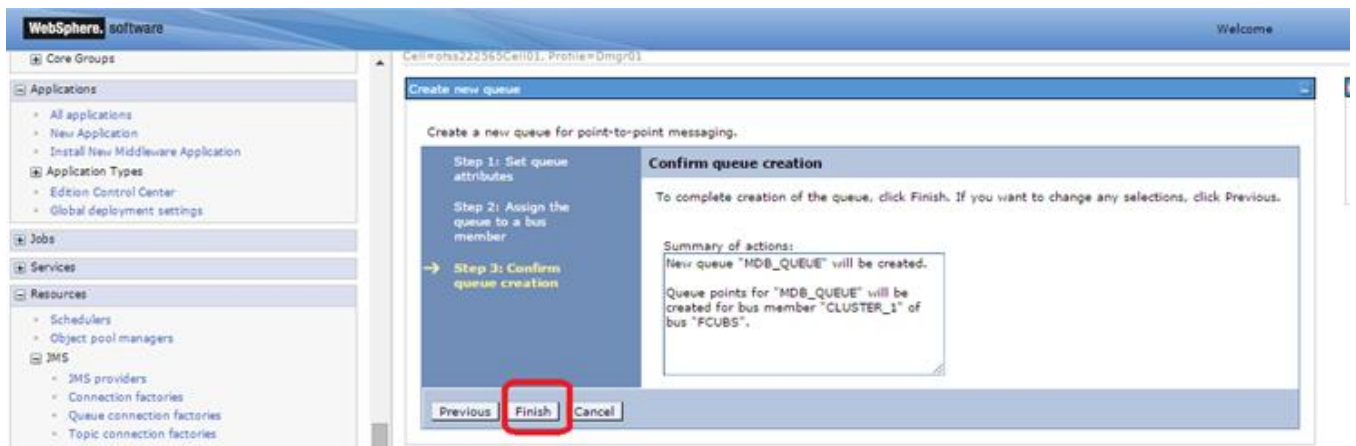 WebSphere. software
Welcome
Core Groups
Cell=ofss222565Cell01, Profile=Dmgr01
Applications
All applications
New Application
Install New Middleware Application
Application Types
Edition Control Center
Global deployment settings
Jobs
Services
Resources
Schedulers
Object pool managers
JMS
JMS providers
Connection factories
Queue connection factories
Topic connection factories
Create new queue
Create a new queue for point-to-point messaging.
Step 1: Set queue
attributes
Step 2: Assign the
queue to a bus
member
Step 3: Confirm
queue creation
Confirm queue creation
To complete creation of the queue, click Finish. If you want to change any selections, click Previous.
Summary of actions:
New queue "MDB_QUEUE" will be created.
Queue points for "MDB_QUEUE" will be
created for bus member "CLUSTER_1" of
bus "FCUBS".
Previous Finish Cancel